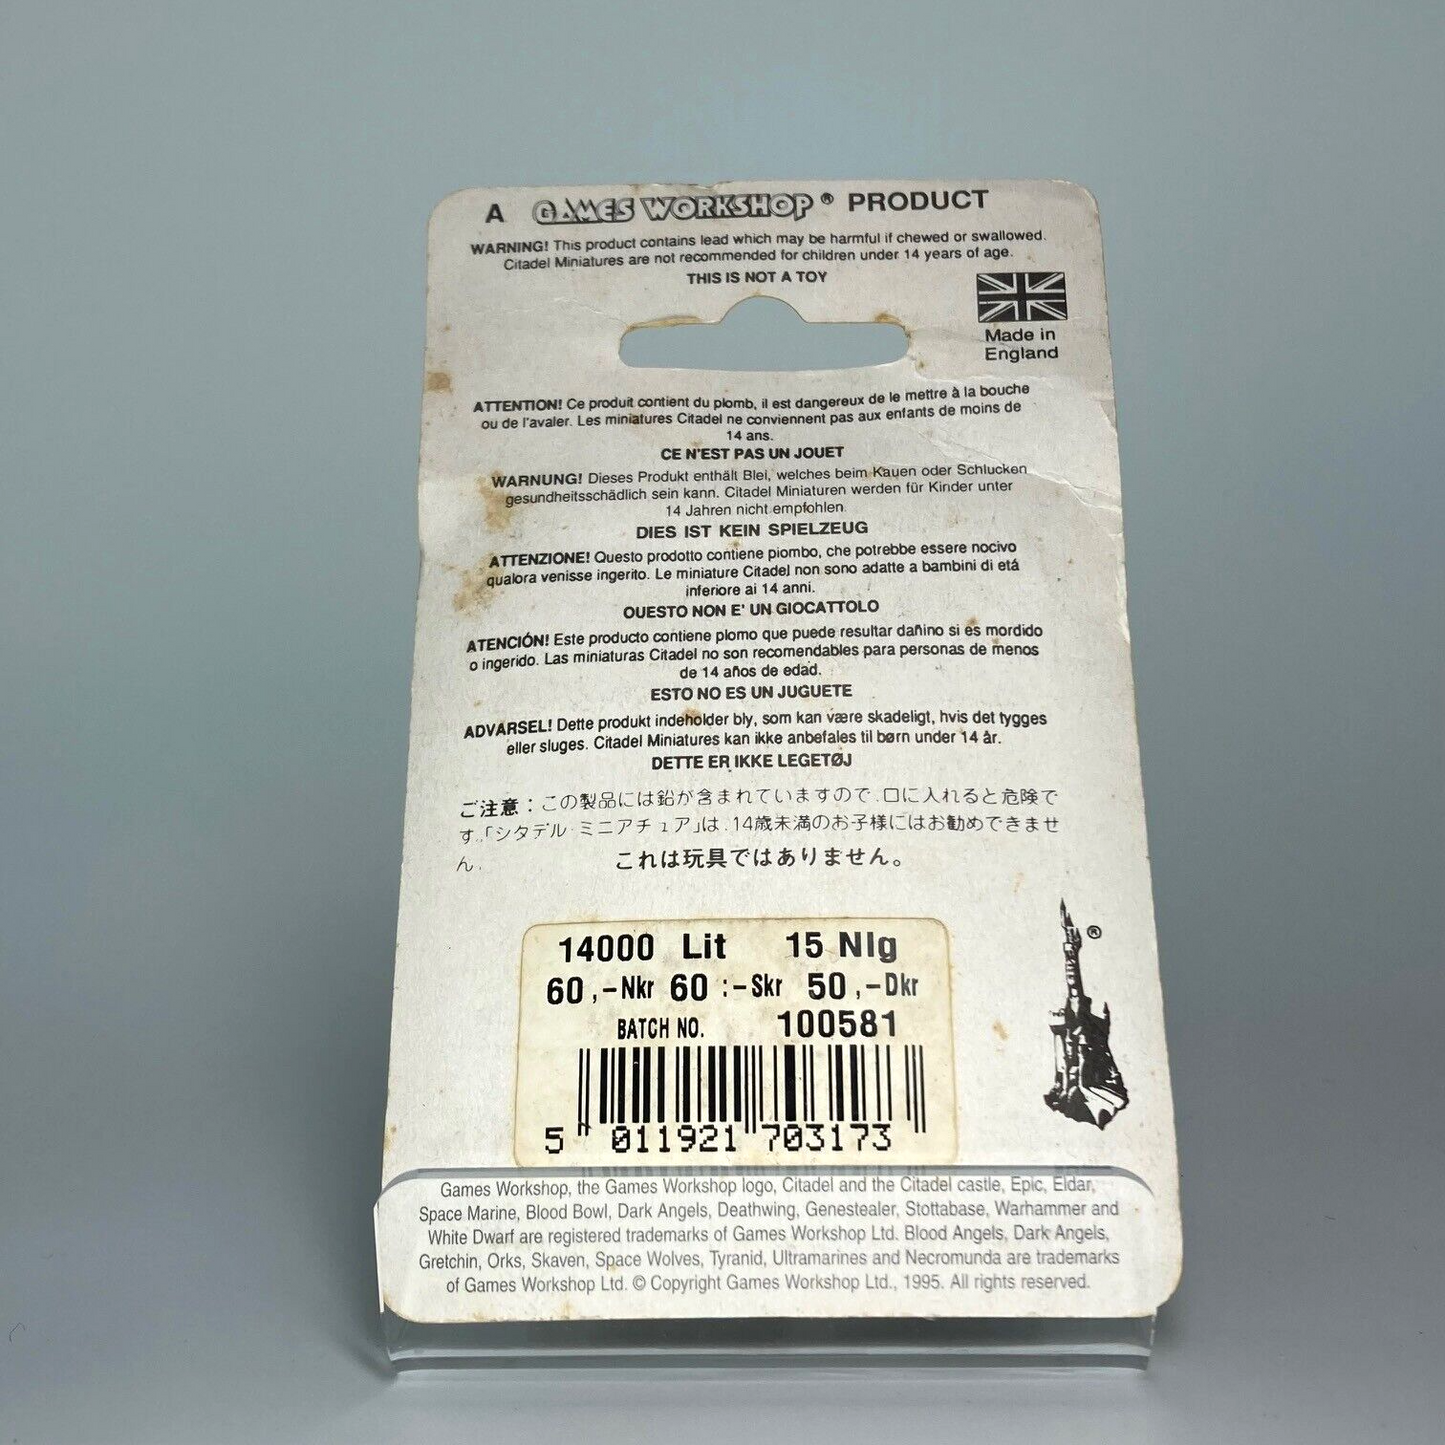 A GAMES WORKSHOP® PRODUCT
WARNING! This product contains lead which may be harmful if chewed or swallowed.
Citadel Miniatures are not recommended for children under 14 years of age.
THIS IS NOT A TOY
Made in
England
ATTENTION! Ce produit contient du plomb, il est dangereux de le mettre à la bouche
ou de l'avaler. Les miniatures Citadel ne conviennent pas aux enfants de moins de
14 ans.
CE N'EST PAS UN JOUET
WARNUNG! Dieses Produkt enthält Blei, welches beim Kauen oder Schlucken
gesundheitsschädlich sein kann. Citadel Miniaturen werden für Kinder unter
14 Jahren nicht empfohlen
DIES IST KEIN SPIELZEUG
ATTENZIONE! Questo prodotto contiene piombo, che potrebbe essere nocivo
qualora venisse ingerito. Le miniature Citadel non sono adatte a bambini di etá
inferiore ai 14 anni.
QUESTO NON E' UN GIOCATTOLO
ATENCIÓN! Este producto contiene plomo que puede resultar dañino si es mordido
o ingerido. Las miniaturas Citadel no son recomendables para personas de menos
de 14 años de edad.
ESTO NO ES UN JUGUETE
ADVARSEL! Dette produkt indeholder bly, som kan være skadeligt, hvis det tygges
eller sluges. Citadel Miniatures kan ikke anbefales til børn under 14 år.
DETTE ER IKKE LEGETØJ
ご注意：この製品には鉛が含まれていますので、口に入れると危険で
す。「シタデル・ミニアチュア」は、14歳未満のお子様にはお勧めできませ
ん。
これは玩具ではありません。
®
14000 Lit 15 Nlg
60,-Nkr 60:-Skr 50,-Dkr
BATCH NO. 100581
5 011921 703173
Games Workshop, the Games Workshop logo, Citadel and the Citadel castle, Epic, Eldar,
Space Marine, Blood Bowl, Dark Angels, Deathwing, Genestealer, Stottabase, Warhammer and
White Dwarf are registered trademarks of Games Workshop Ltd. Blood Angels, Dark Angels,
Gretchin, Orks, Skaven, Space Wolves, Tyranid, Ultramarines and Necromunda are trademarks
of Games Workshop Ltd. © Copyright Games Workshop Ltd., 1995. All rights reserved.